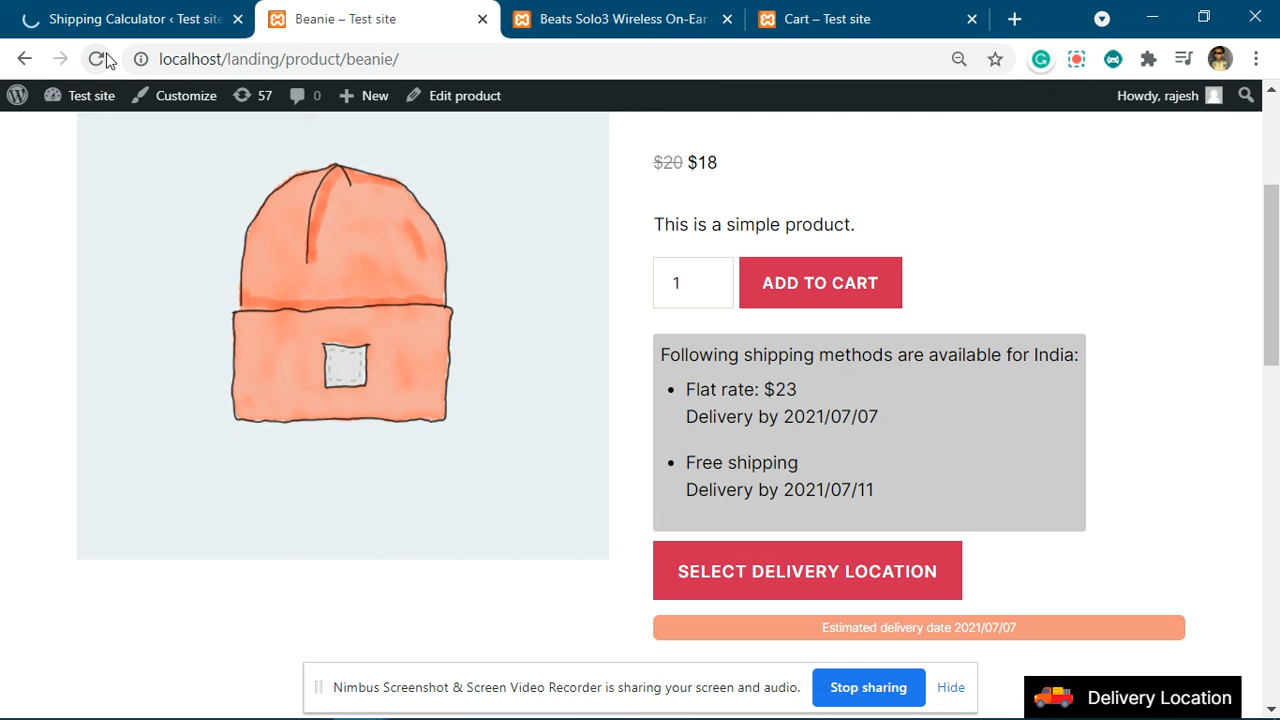 Shipping Calculator ‹ Test site
Beanie – Test site
Beats Solo3 Wireless On-Ear
Cart – Test site
localhost/landing/product/beanie/
Test site
Customize
57
0
New
Edit product
Howdy, rajesh
$20 $18
This is a simple product.
1
ADD TO CART
Following shipping methods are available for India:
• Flat rate: $23
Delivery by 2021/07/07
• Free shipping
Delivery by 2021/07/11
SELECT DELIVERY LOCATION
Estimated delivery date 2021/07/07
Nimbus Screenshot & Screen Video Recorder is sharing your screen and audio.
Stop sharing
Hide
Delivery Location